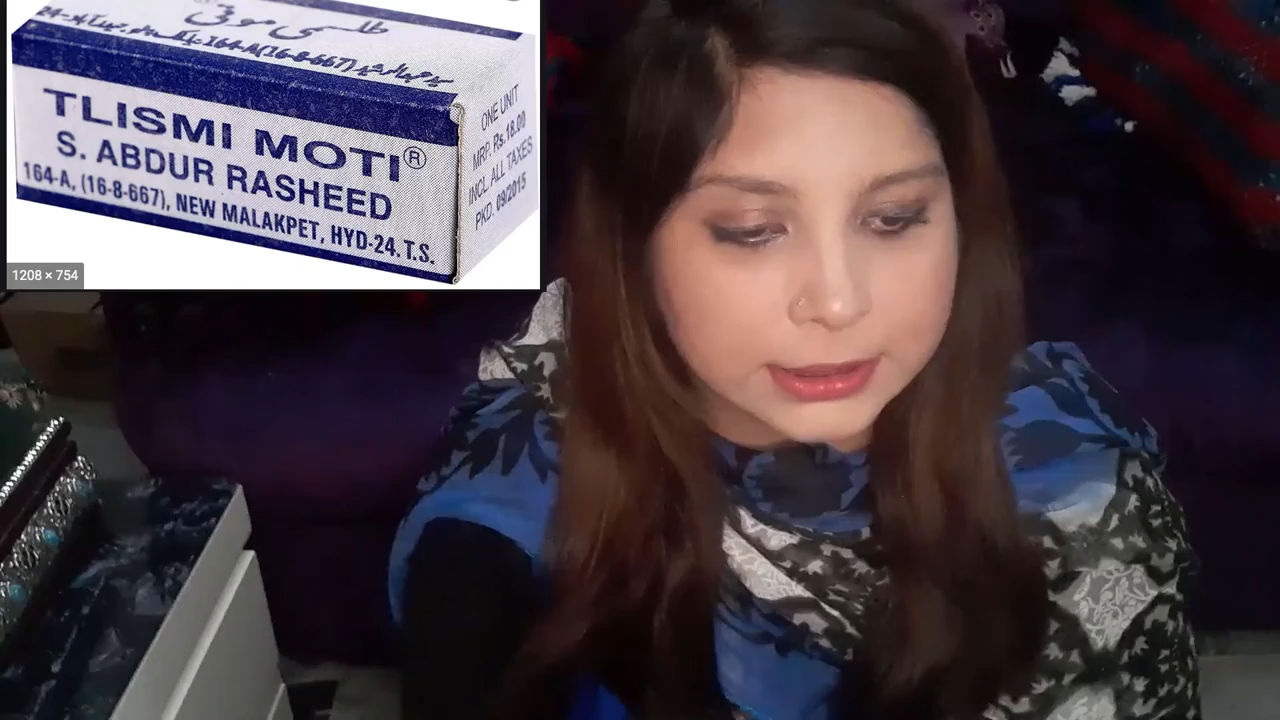 طلسمی موتی
TLISMI MOTI®
S. ABDUR RASHEED
164-A, (16-8-667), NEW MALAKPET, HYD-24. T.S.
ONE UNIT
MRP. Rs.18.00
INCL. ALL TAXES
PKD. 09/2015
1208 × 754